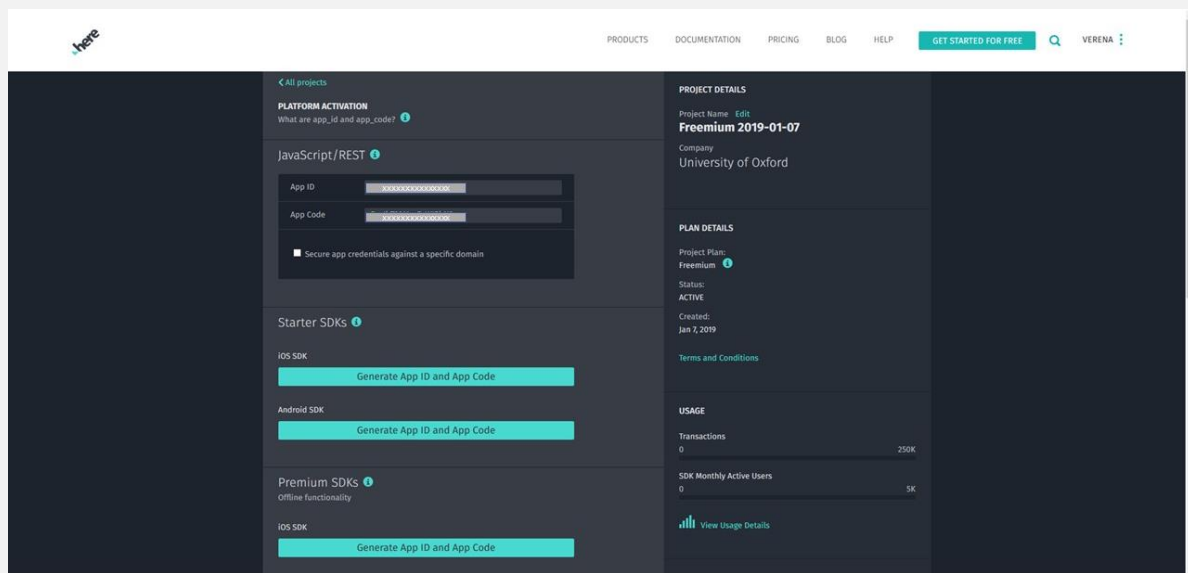 here
PRODUCTS DOCUMENTATION PRICING BLOG HELP GET STARTED FOR FREE VERENA
All projects
PLATFORM ACTIVATION
What are app_id and app_code?
JavaScript/REST
App ID xxxxxxxxxxxxxxx
App Code xxxxxxxxxxxxxxx
Secure app credentials against a specific domain
Starter SDKs
iOS SDK
Generate App ID and App Code
Android SDK
Generate App ID and App Code
Premium SDKs
Offline functionality
iOS SDK
Generate App ID and App Code
PROJECT DETAILS
Project Name Edit
Freemium 2019-01-07
Company
University of Oxford
PLAN DETAILS
Project Plan:
Freemium
Status:
ACTIVE
Created:
Jan 7, 2019
Terms and Conditions
USAGE
Transactions
0 250K
SDK Monthly Active Users
0 5K
View Usage Details